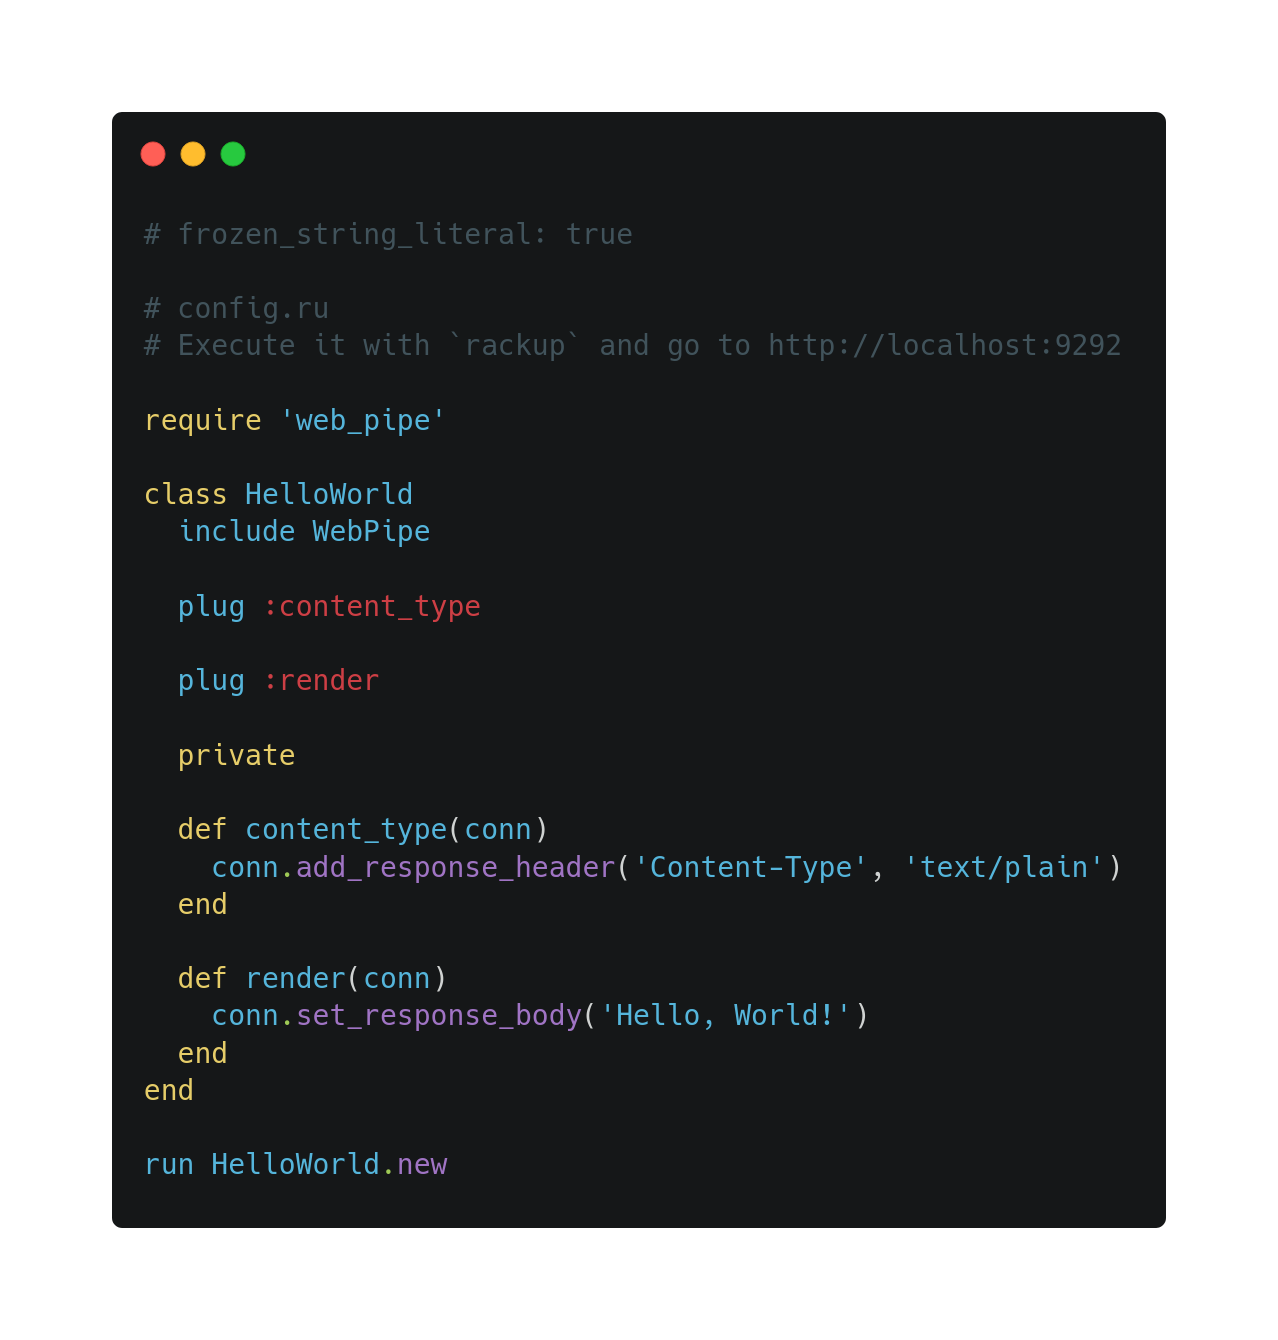 # frozen_string_literal: true
# config.ru
# Execute it with `rackup` and go to http://localhost:9292
require 'web_pipe'
class HelloWorld
  include WebPipe
  plug :content_type
  plug :render
  private
  def content_type(conn)
    conn.add_response_header('Content-Type', 'text/plain')
  end
  def render(conn)
    conn.set_response_body('Hello, World!')
  end
end
run HelloWorld.new